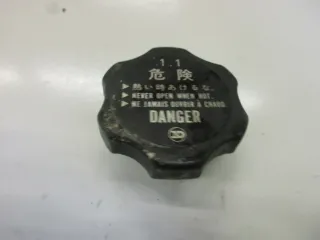 1.1
危険
▶熱い時あけるな.
▶NEVER OPEN WHEN HOT.
▶NE JAMAIS OUVRIR À CHAUD
DANGER